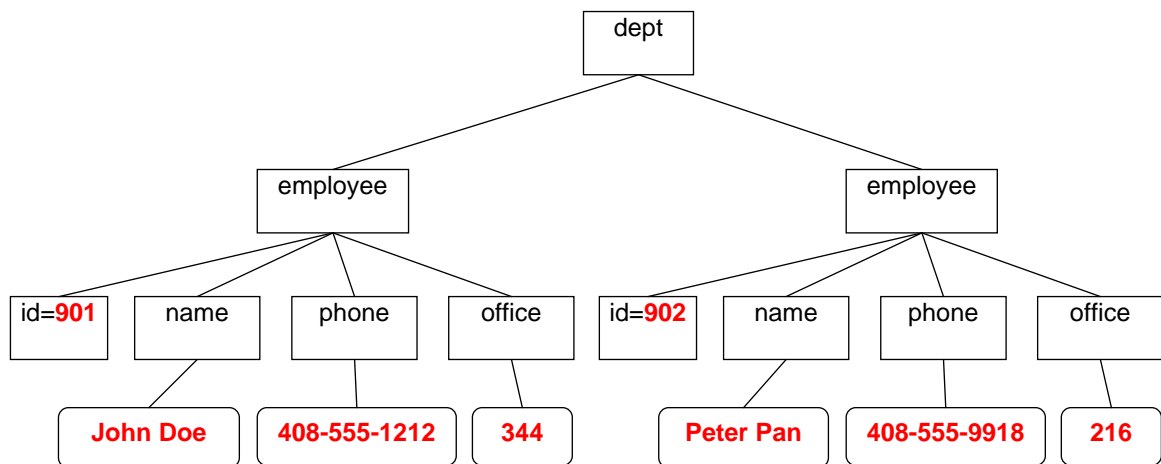 dept
employee
employee
id=901
name
phone
office
id=902
name
phone
office
John Doe
408-555-1212
344
Peter Pan
408-555-9918
216